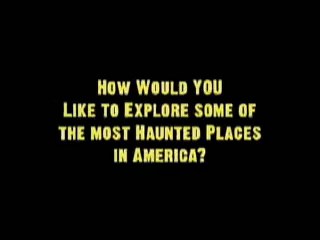 How Would YOU
Like to Explore some of
the most Haunted Places
in America?